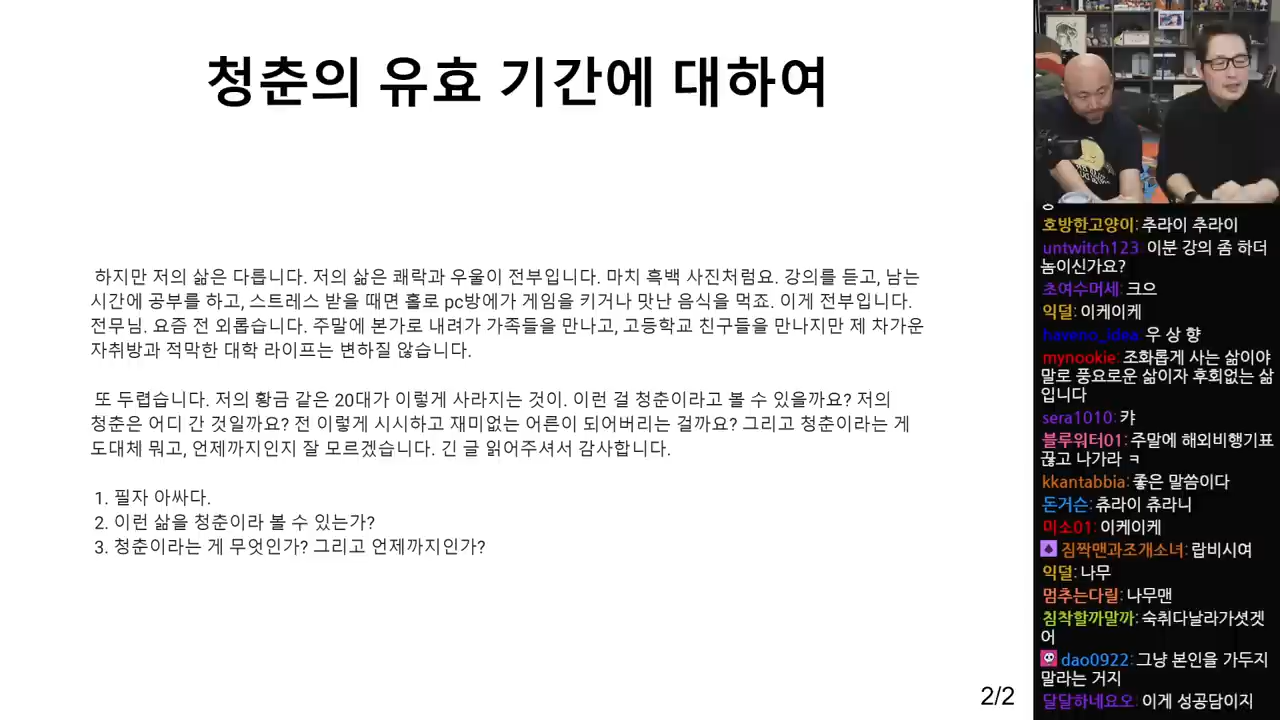 청춘의 유효 기간에 대하여
하지만 저의 삶은 다릅니다. 저의 삶은 쾌락과 우울이 전부입니다. 마치 흑백 사진처럼요. 강의를 듣고, 남는
시간에 공부를 하고, 스트레스 받을 때면 홀로 pc방에가 게임을 키거나 맛난 음식을 먹죠. 이게 전부입니다.
전무님. 요즘 전 외롭습니다. 주말에 본가로 내려가 가족들을 만나고, 고등학교 친구들을 만나지만 제 차가운
자취방과 적막한 대학 라이프는 변하질 않습니다.
또 두렵습니다. 저의 황금 같은 20대가 이렇게 사라지는 것이. 이런 걸 청춘이라고 볼 수 있을까요? 저의
청춘은 어디 간 것일까요? 전 이렇게시시하고 재미없는 어른이 되어버리는 걸까요? 그리고 청춘이라는 게
도대체 뭐고, 언제까지인지 잘 모르겠습니다. 긴 글 읽어주셔서 감사합니다.
1. 필자 아싸다.
2. 이런 삶을 청춘이라 볼 수 있는가?
3. 청춘이라는 게 무엇인가? 그리고 언제까지인가?
2/2
호방한고양이: 추라이 추라이
untwitch123: 이분 강의 좀 하더
놈이신가요?
초여수머세: 크으
익덜: 이케이케
haveno_idea: 우 상 향
mynookie: 조화롭게 사는 삶이야
말로 풍요로운 삶이자 후회없는 삶
입니다
sera1010: 캬
블루워터01: 주말에 해외비행기표
끊고 나가라 ㅋ
kkantabbia: 좋은 말씀이다
돈거슨: 츄라이 츄라니
미소01: 이케이케
짐짝맨과조개소녀: 랍비시여
익덜: 나무
멈추는다릴: 나무맨
침착할까말까: 숙취다날라가셧겟
어
dao0922: 그냥 본인을 가두지
말라는 거지
달달하네요오: 이게 성공담이지